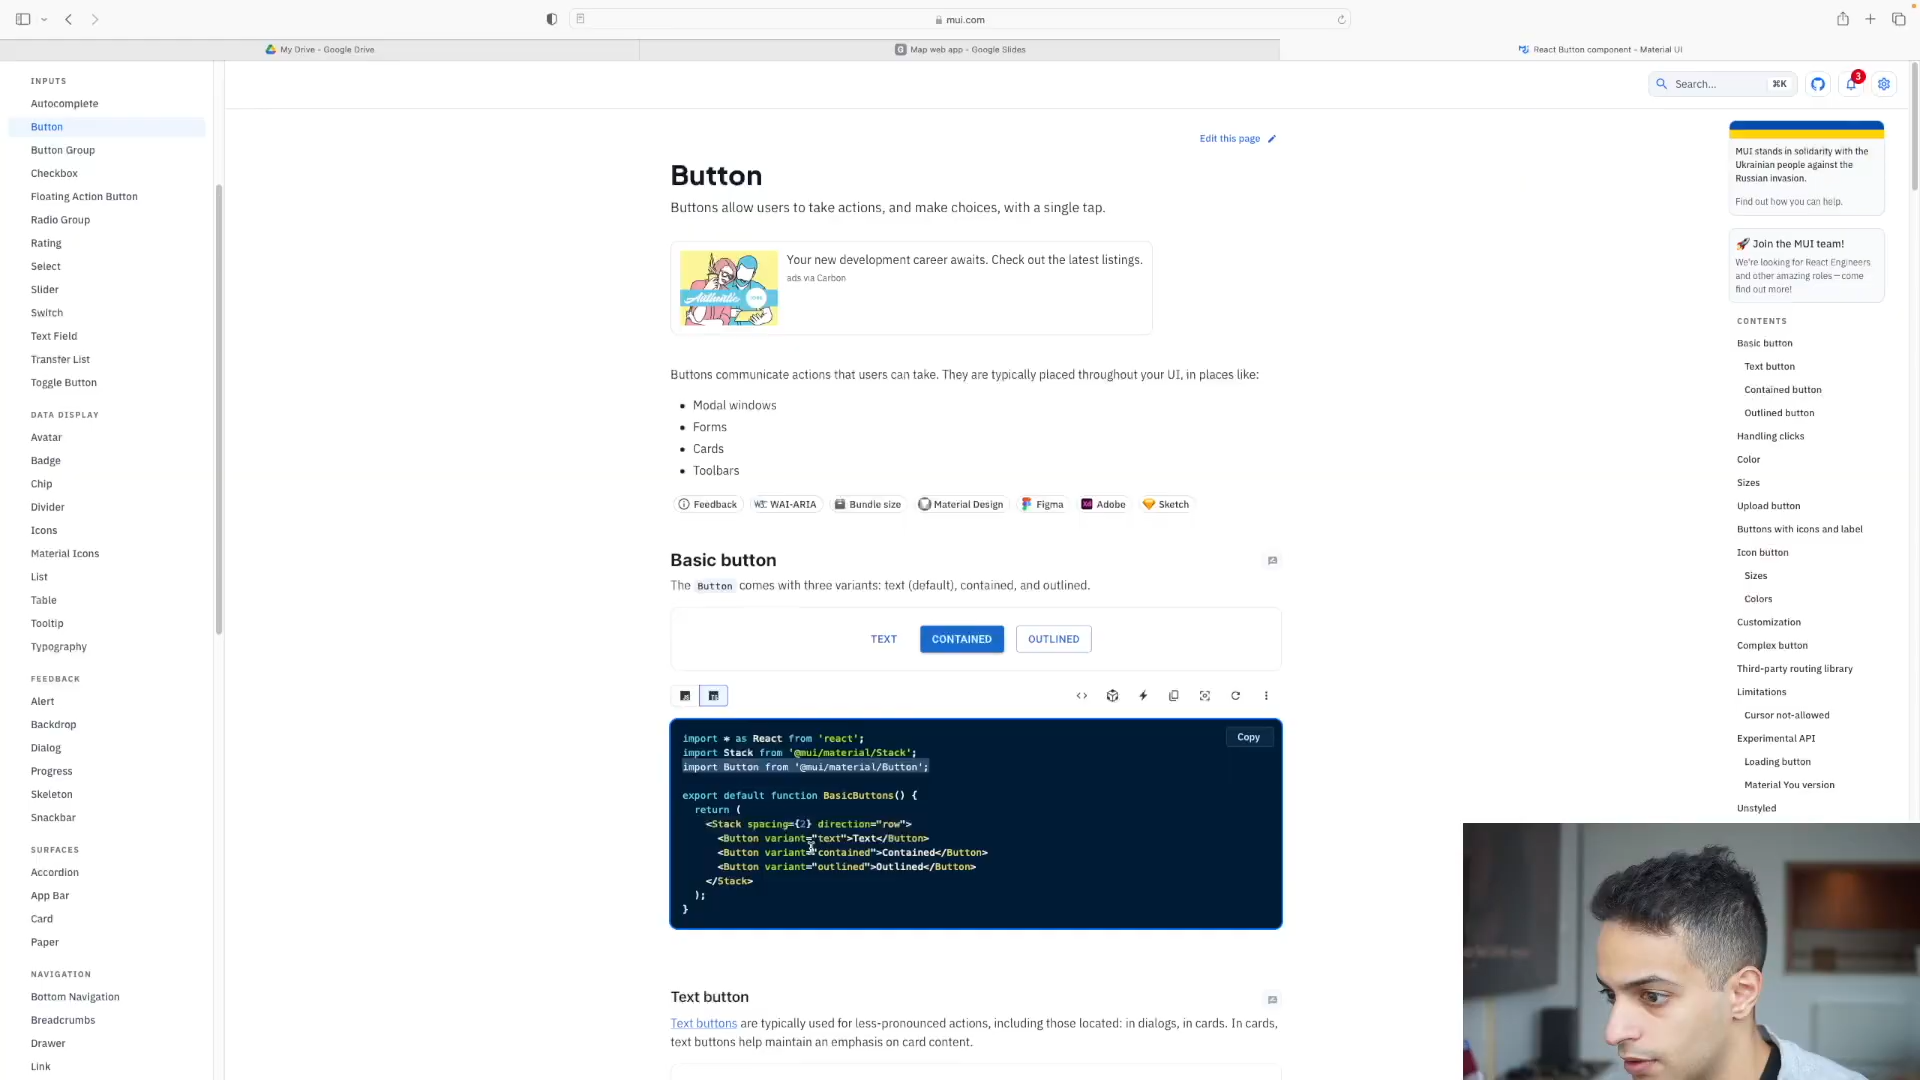 mui.com
My Drive - Google Drive
Map web app - Google Slides
React Button component - Material UI
INPUTS
Autocomplete
Button
Button Group
Checkbox
Floating Action Button
Radio Group
Rating
Select
Slider
Switch
Text Field
Transfer List
Toggle Button
DATA DISPLAY
Avatar
Badge
Chip
Divider
Icons
Material Icons
List
Table
Tooltip
Typography
FEEDBACK
Alert
Backdrop
Dialog
Progress
Skeleton
Snackbar
SURFACES
Accordion
App Bar
Card
Paper
NAVIGATION
Bottom Navigation
Breadcrumbs
Drawer
Link
Search...
⌘K
3
Edit this page
Button
Buttons allow users to take actions, and make choices, with a single tap.
Authentic
Your new development career awaits. Check out the latest listings.
ads via Carbon
Buttons communicate actions that users can take. They are typically placed throughout your UI, in places like:
• Modal windows
• Forms
• Cards
• Toolbars
Feedback
WAI-ARIA
Bundle size
Material Design
Figma
Adobe
Sketch
Basic button
The Button comes with three variants: text (default), contained, and outlined.
TEXT
CONTAINED
OUTLINED
JS
TS
Copy
import * as React from 'react';
import Stack from '@mui/material/Stack';
import Button from '@mui/material/Button';
export default function BasicButtons() {
return (
<Stack spacing={2} direction="row">
<Button variant="text">Text</Button>
<Button variant="contained">Contained</Button>
<Button variant="outlined">Outlined</Button>
</Stack>
);
}
Text button
Text buttons are typically used for less-pronounced actions, including those located: in dialogs, in cards. In cards,
text buttons help maintain an emphasis on card content.
MUI stands in solidarity with the
Ukrainian people against the
Russian invasion.
Find out how you can help.
🚀 Join the MUI team!
We're looking for React Engineers
and other amazing roles – come
find out more!
CONTENTS
Basic button
Text button
Contained button
Outlined button
Handling clicks
Color
Sizes
Upload button
Buttons with icons and label
Icon button
Sizes
Colors
Customization
Complex button
Third-party routing library
Limitations
Cursor not-allowed
Experimental API
Loading button
Material You version
Unstyled